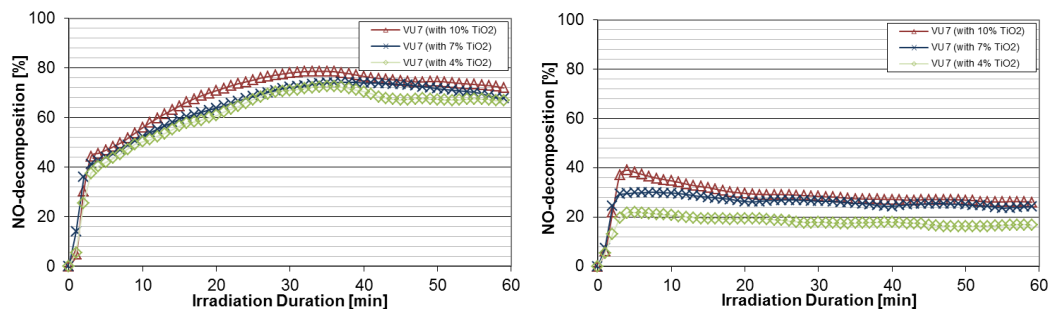 100
80
60
40
20
0
NO-decomposition [%]
VU7 (with 10% TiO2)
VU7 (with 7% TiO2)
VU7 (with 4% TiO2)
0 10 20 30 40 50 60
Irradiation Duration [min]
100
80
60
40
20
0
NO-decomposition [%]
VU7 (with 10% TiO2)
VU7 (with 7% TiO2)
VU7 (with 4% TiO2)
0 10 20 30 40 50 60
Irradiation Duration [min]